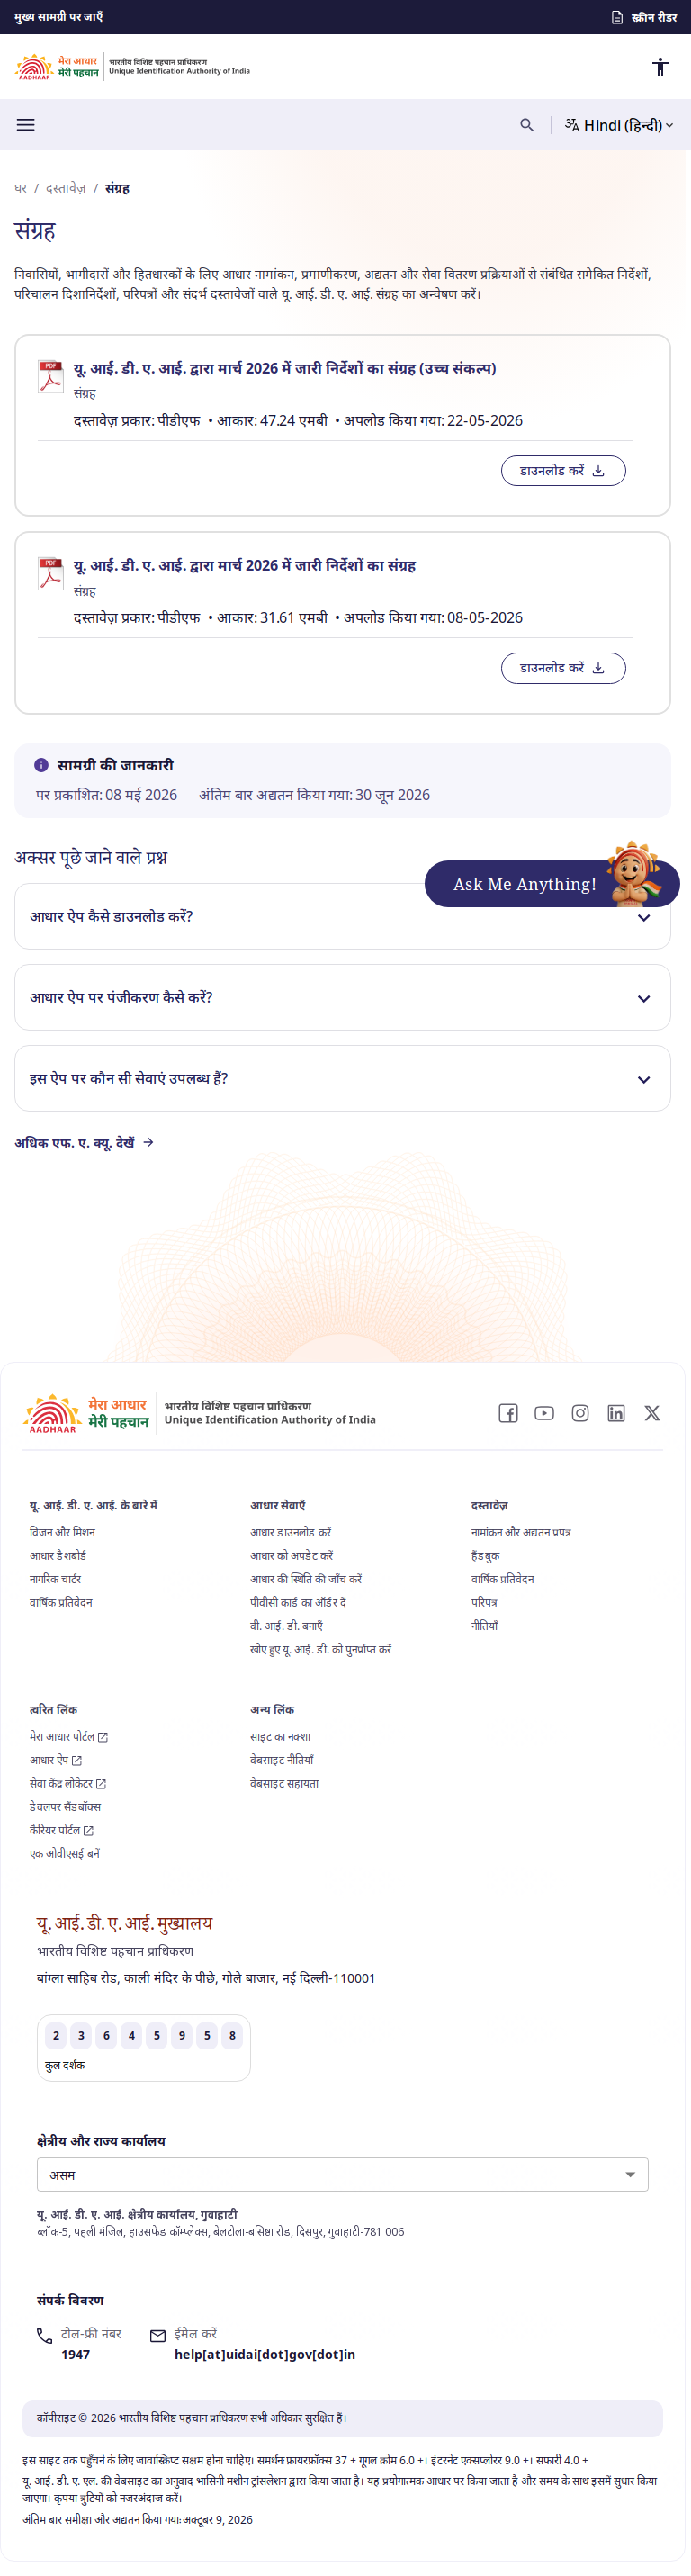 मुख्य सामग्री पर जाएँ
स्क्रीन रीडर
AADHAAR
मेरा आधार
मेरी पहचान
भारतीय विशिष्ट पहचान प्राधिकरण
Unique Identification Authority of India
Hindi (हिन्दी)
घर / दस्तावेज़ / संग्रह
संग्रह
निवासियों, भागीदारों और हितधारकों के लिए आधार नामांकन, प्रमाणीकरण, अद्यतन और सेवा वितरण प्रक्रियाओं से संबंधित समेकित निर्देशों,
परिचालन दिशानिर्देशों, परिपत्रों और संदर्भ दस्तावेजों वाले यू. आई. डी. ए. आई. संग्रह का अन्वेषण करें।
PDF
यू. आई. डी. ए. आई. द्वारा मार्च 2026 में जारी निर्देशों का संग्रह (उच्च संकल्प)
संग्रह
दस्तावेज़ प्रकार: पीडीएफ • आकार: 47.24 एमबी • अपलोड किया गया: 22-05-2026
डाउनलोड करें
PDF
यू. आई. डी. ए. आई. द्वारा मार्च 2026 में जारी निर्देशों का संग्रह
संग्रह
दस्तावेज़ प्रकार: पीडीएफ • आकार: 31.61 एमबी • अपलोड किया गया: 08-05-2026
डाउनलोड करें
सामग्री की जानकारी
पर प्रकाशित: 08 मई 2026 अंतिम बार अद्यतन किया गया: 30 जून 2026
अक्सर पूछे जाने वाले प्रश्न
Ask Me Anything!
आधार ऐप कैसे डाउनलोड करें?
आधार ऐप पर पंजीकरण कैसे करें?
इस ऐप पर कौन सी सेवाएं उपलब्ध हैं?
अधिक एफ. ए. क्यू. देखें
AADHAAR
मेरा आधार
मेरी पहचान
भारतीय विशिष्ट पहचान प्राधिकरण
Unique Identification Authority of India
यू. आई. डी. ए. आई. के बारे में
विजन और मिशन
आधार डैशबोर्ड
नागरिक चार्टर
वार्षिक प्रतिवेदन
आधार सेवाएँ
आधार डाउनलोड करें
आधार को अपडेट करें
आधार की स्थिति की जाँच करें
पीवीसी कार्ड का ऑर्डर दें
वी. आई. डी. बनाएँ
खोए हुए यू. आई. डी. को पुनर्प्राप्त करें
दस्तावेज़
नामांकन और अद्यतन प्रपत्र
हैंडबुक
वार्षिक प्रतिवेदन
परिपत्र
नीतियाँ
त्वरित लिंक
मेरा आधार पोर्टल
आधार ऐप
सेवा केंद्र लोकेटर
डेवलपर सैंडबॉक्स
कैरियर पोर्टल
एक ओवीएसई बनें
अन्य लिंक
साइट का नक्शा
वेबसाइट नीतियाँ
वेबसाइट सहायता
यू. आई. डी. ए. आई. मुख्यालय
भारतीय विशिष्ट पहचान प्राधिकरण
बांग्ला साहिब रोड, काली मंदिर के पीछे, गोले बाजार, नई दिल्ली-110001
2 3 6 4 5 9 5 8
कुल दर्शक
क्षेत्रीय और राज्य कार्यालय
असम
यू. आई. डी. ए. आई. क्षेत्रीय कार्यालय, गुवाहाटी
ब्लॉक-5, पहली मंजिल, हाउसफेड कॉम्प्लेक्स, बेलटोला-बसिष्ठा रोड, दिसपुर, गुवाहाटी-781 006
संपर्क विवरण
टोल-फ्री नंबर
1947
ईमेल करें
help[at]uidai[dot]gov[dot]in
कॉपीराइट © 2026 भारतीय विशिष्ट पहचान प्राधिकरण सभी अधिकार सुरक्षित हैं।
इस साइट तक पहुँचने के लिए जावास्क्रिप्ट सक्षम होना चाहिए। समर्थनः फ़ायरफ़ॉक्स 37 + गूगल क्रोम 6.0 +। इंटरनेट एक्सप्लोरर 9.0 +। सफारी 4.0 +
यू. आई. डी. ए. एल. की वेबसाइट का अनुवाद भासिनी मशीन ट्रांसलेशन द्वारा किया जाता है। यह प्रयोगात्मक आधार पर किया जाता है और समय के साथ इसमें सुधार किया
जाएगा। कृपया त्रुटियों को नजरअंदाज करें।
अंतिम बार समीक्षा और अद्यतन किया गयाः अक्टूबर 9, 2026